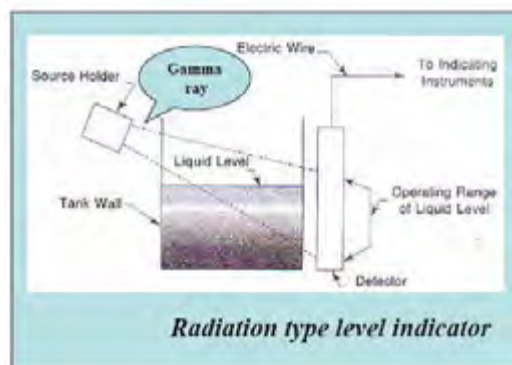 Electric Wire
To Indicating
Instruments
Source Holder
Gamma
ray
Liquid Level
Tank Wall
Operating Range
of Liquid Level
Detector
Radiation type level indicator